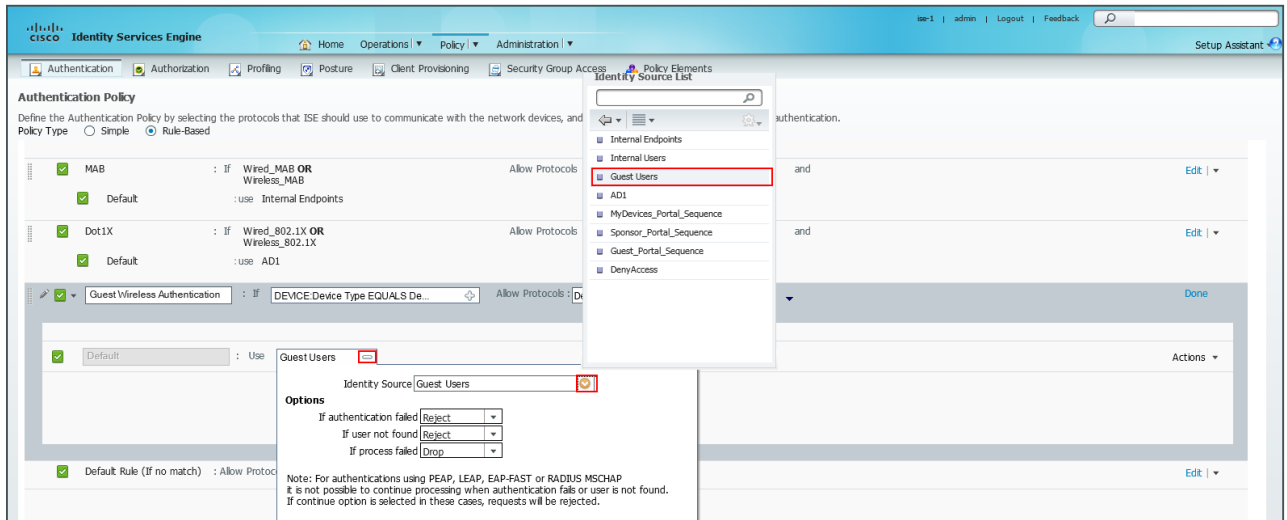 ise-1 | admin | Logout | Feedback
CISCO Identity Services Engine
Home Operations | Policy | Administration |
Setup Assistant
Authentication Authorization Profiling Posture Client Provisioning Security Group Access Policy Elements
Identity Source List
Authentication Policy
Define the Authentication Policy by selecting the protocols that ISE should use to communicate with the network devices, and
authentication.
Policy Type Simple Rule-Based
Internal Endpoints
Internal Users
Guest Users
AD1
MyDevices_Portal_Sequence
Sponsor_Portal_Sequence
Guest_Portal_Sequence
DenyAccess
MAB : If Wired_MAB OR Allow Protocols and Edit |
Wireless_MAB
Default : use Internal Endpoints
Dot1X : If Wired_802.1X OR Allow Protocols and Edit |
Wireless_802.1X
Default : use AD1
Guest Wireless Authentication : If DEVICE:Device Type EQUALS De... Allow Protocols : De Done
Default : Use Guest Users Actions
Identity Source Guest Users
Options
If authentication failed Reject
If user not found Reject
If process failed Drop
Default Rule (If no match) : Allow Protoc Edit |
Note: For authentications using PEAP, LEAP, EAP-FAST or RADIUS MSCHAP
it is not possible to continue processing when authentication fails or user is not found.
If continue option is selected in these cases, requests will be rejected.